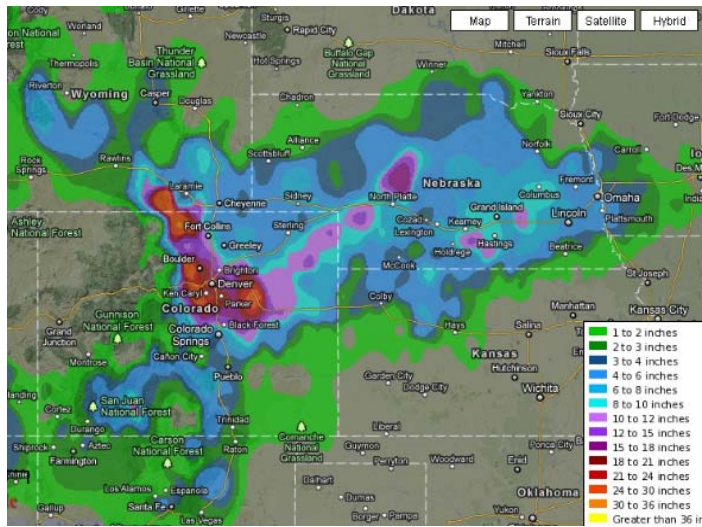 Map
Terrain
Satellite
Hybrid
Cody
Worland
Gillette
Sturgis
Rapid City
Dakota
Mitchell
Sioux Falls
National Forest
Thermopolis
Thunder
Basin National
Grassland
Newcastle
Hot Springs
Buffalo Gap
National
Grassland
Winner
Riverton
Wyoming
Casper
Douglas
Chadron
Yankton
Sioux City
Fort Dodge
Rock
Springs
Rawlins
Scottsbluff
Alliance
Norfolk
Carroll
Laramie
Cheyenne
Sidney
North Platte
Nebraska
Columbus
Fremont
Omaha
Des M
Ashley
National Forest
Fort Collins
Greeley
Sterling
Cozad
Lexington
Kearney
Grand Island
Lincoln
Plattsmouth
Boulder
Brighton
Denver
Holdrege
Hastings
Beatrice
McCook
Ken Caryl
Parker
Colorado
Gunnison
National Forest
Black Forest
Colby
St Joseph
Grand
Junction
Colorado
Springs
Hays
Salina
Manhattan
Kansas City
Montrose
Cañon City
Pueblo
Kansas
Hutchinson
Garden
City
Dodge City
Wichita
San Juan
National Forest
Cortez
Durango
Trinidad
Comanche
National
Grassland
Liberal
Shiprock
Aztec
Farmington
Carson
National Forest
Raton
Guymon
Perryton
Woodward
Ponca City
Enid
Dalhart
Los Alamos
Espanola
Santa Fe
Dumas
Borger
Pampa
Oklahoma
Yukon
Gallup
Las Vegas
1 to 2 inches
2 to 3 inches
3 to 4 inches
4 to 6 inches
6 to 8 inches
8 to 10 inches
10 to 12 inches
12 to 15 inches
15 to 18 inches
18 to 21 inches
21 to 24 inches
24 to 30 inches
30 to 36 inches
Greater than 36 in